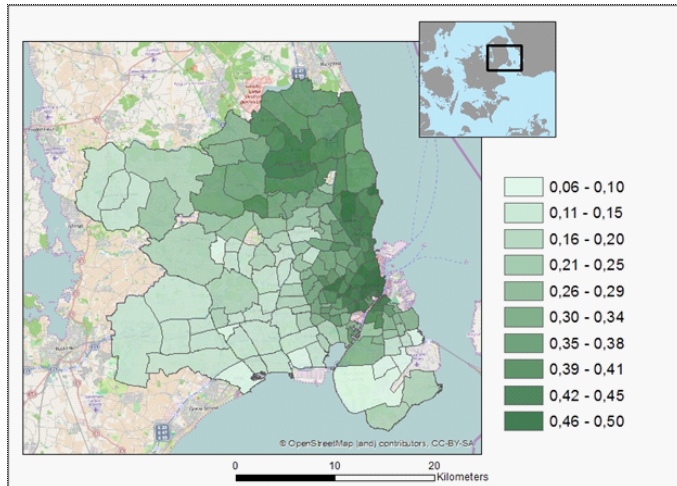 0,06 - 0,10
0,11 - 0,15
0,16 - 0,20
0,21 - 0,25
0,26 - 0,29
0,30 - 0,34
0,35 - 0,38
0,39 - 0,41
0,42 - 0,45
0,46 - 0,50
© OpenStreetMap (and) contributors, CC-BY-SA
0 10 20
Kilometers